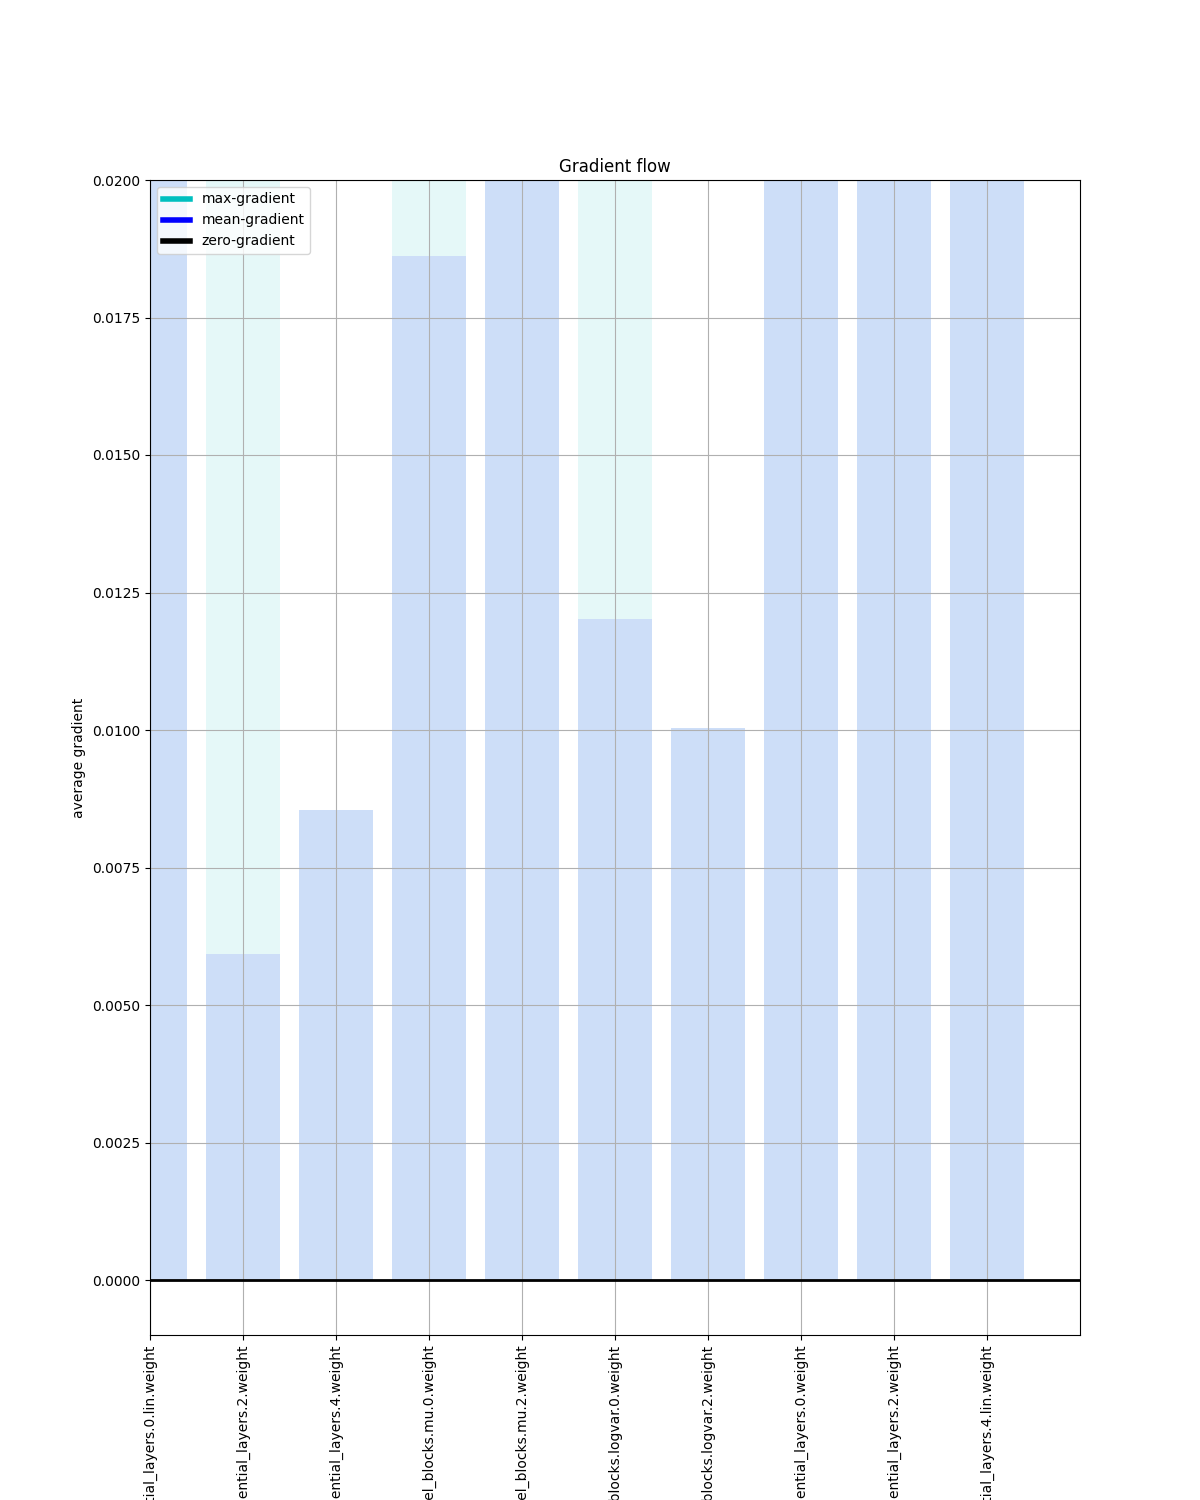 Gradient flow
max-gradient
mean-gradient
zero-gradient
0.0200
0.0175
0.0150
0.0125
0.0100
0.0075
0.0050
0.0025
0.0000
average gradient
tial_layers.0.lin.weight
ential_layers.2.weight
ential_layers.4.weight
el_blocks.mu.0.weight
el_blocks.mu.2.weight
blocks.logvar.0.weight
blocks.logvar.2.weight
ential_layers.0.weight
ential_layers.2.weight
tial_layers.4.lin.weight